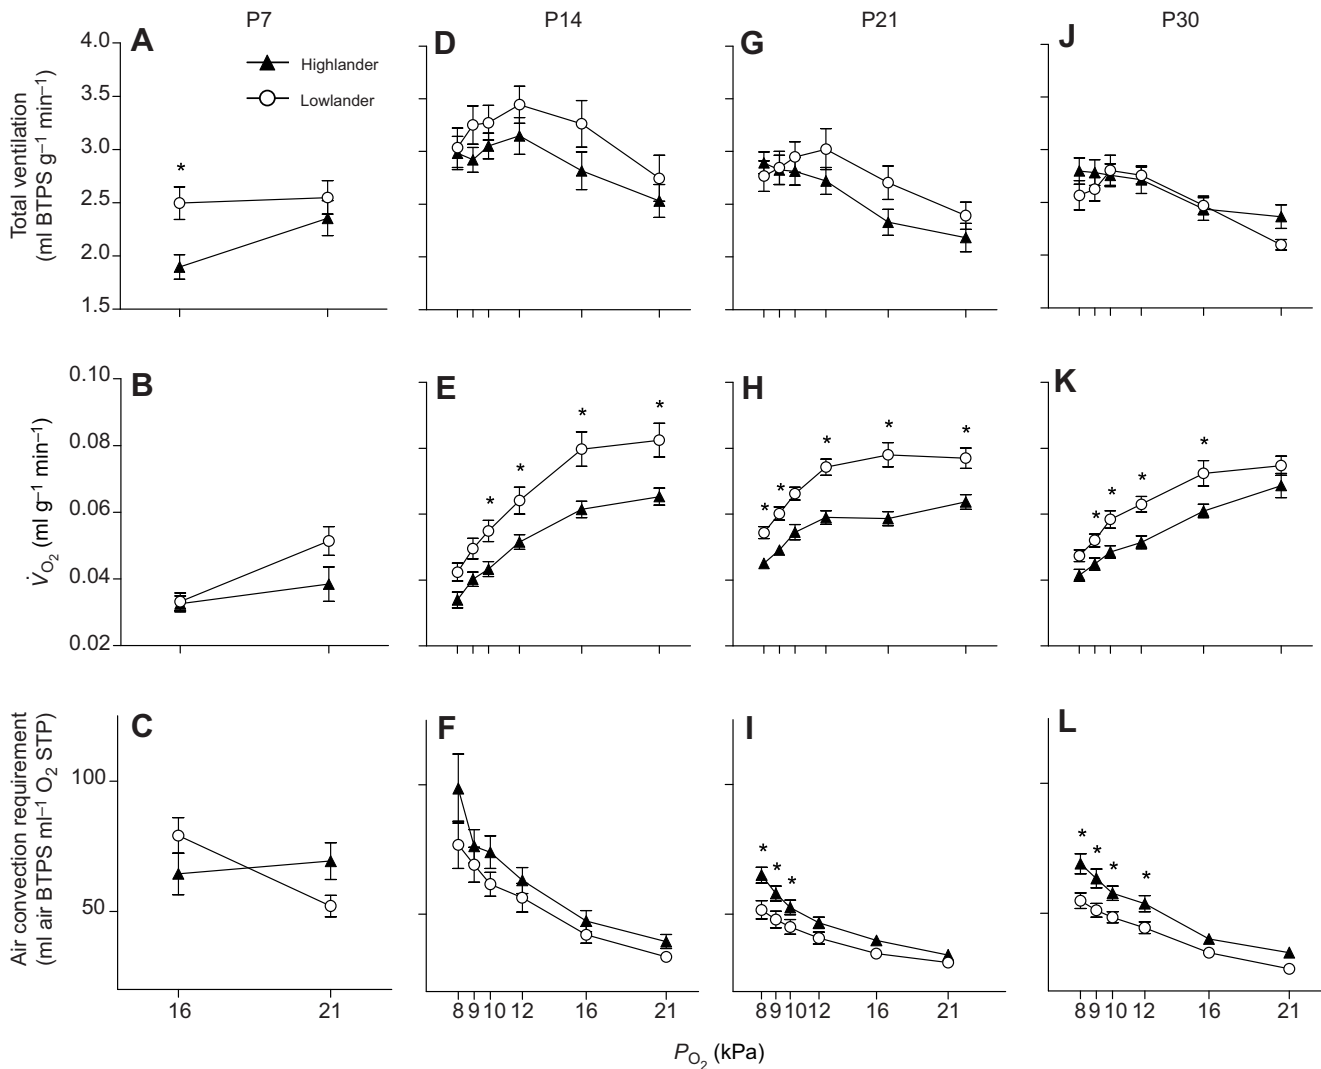 P7
P14
P21
P30
A
D
G
J
Highlander
Lowlander
Total ventilation
(ml BTPS g⁻¹ min⁻¹)
4.0
3.5
3.0
2.5
2.0
1.5
*
B
E
H
K
V̇O₂ (ml g⁻¹ min⁻¹)
0.10
0.08
0.06
0.04
0.02
* * * *
* * * * *
* * * *
C
F
I
L
Air convection requirement
(ml air BTPS ml⁻¹ O₂ STP)
100
50
* * *
* * * *
16 21
8 9 10 12 16 21
8 9 10 12 16 21
8 9 10 12 16 21
PO₂ (kPa)